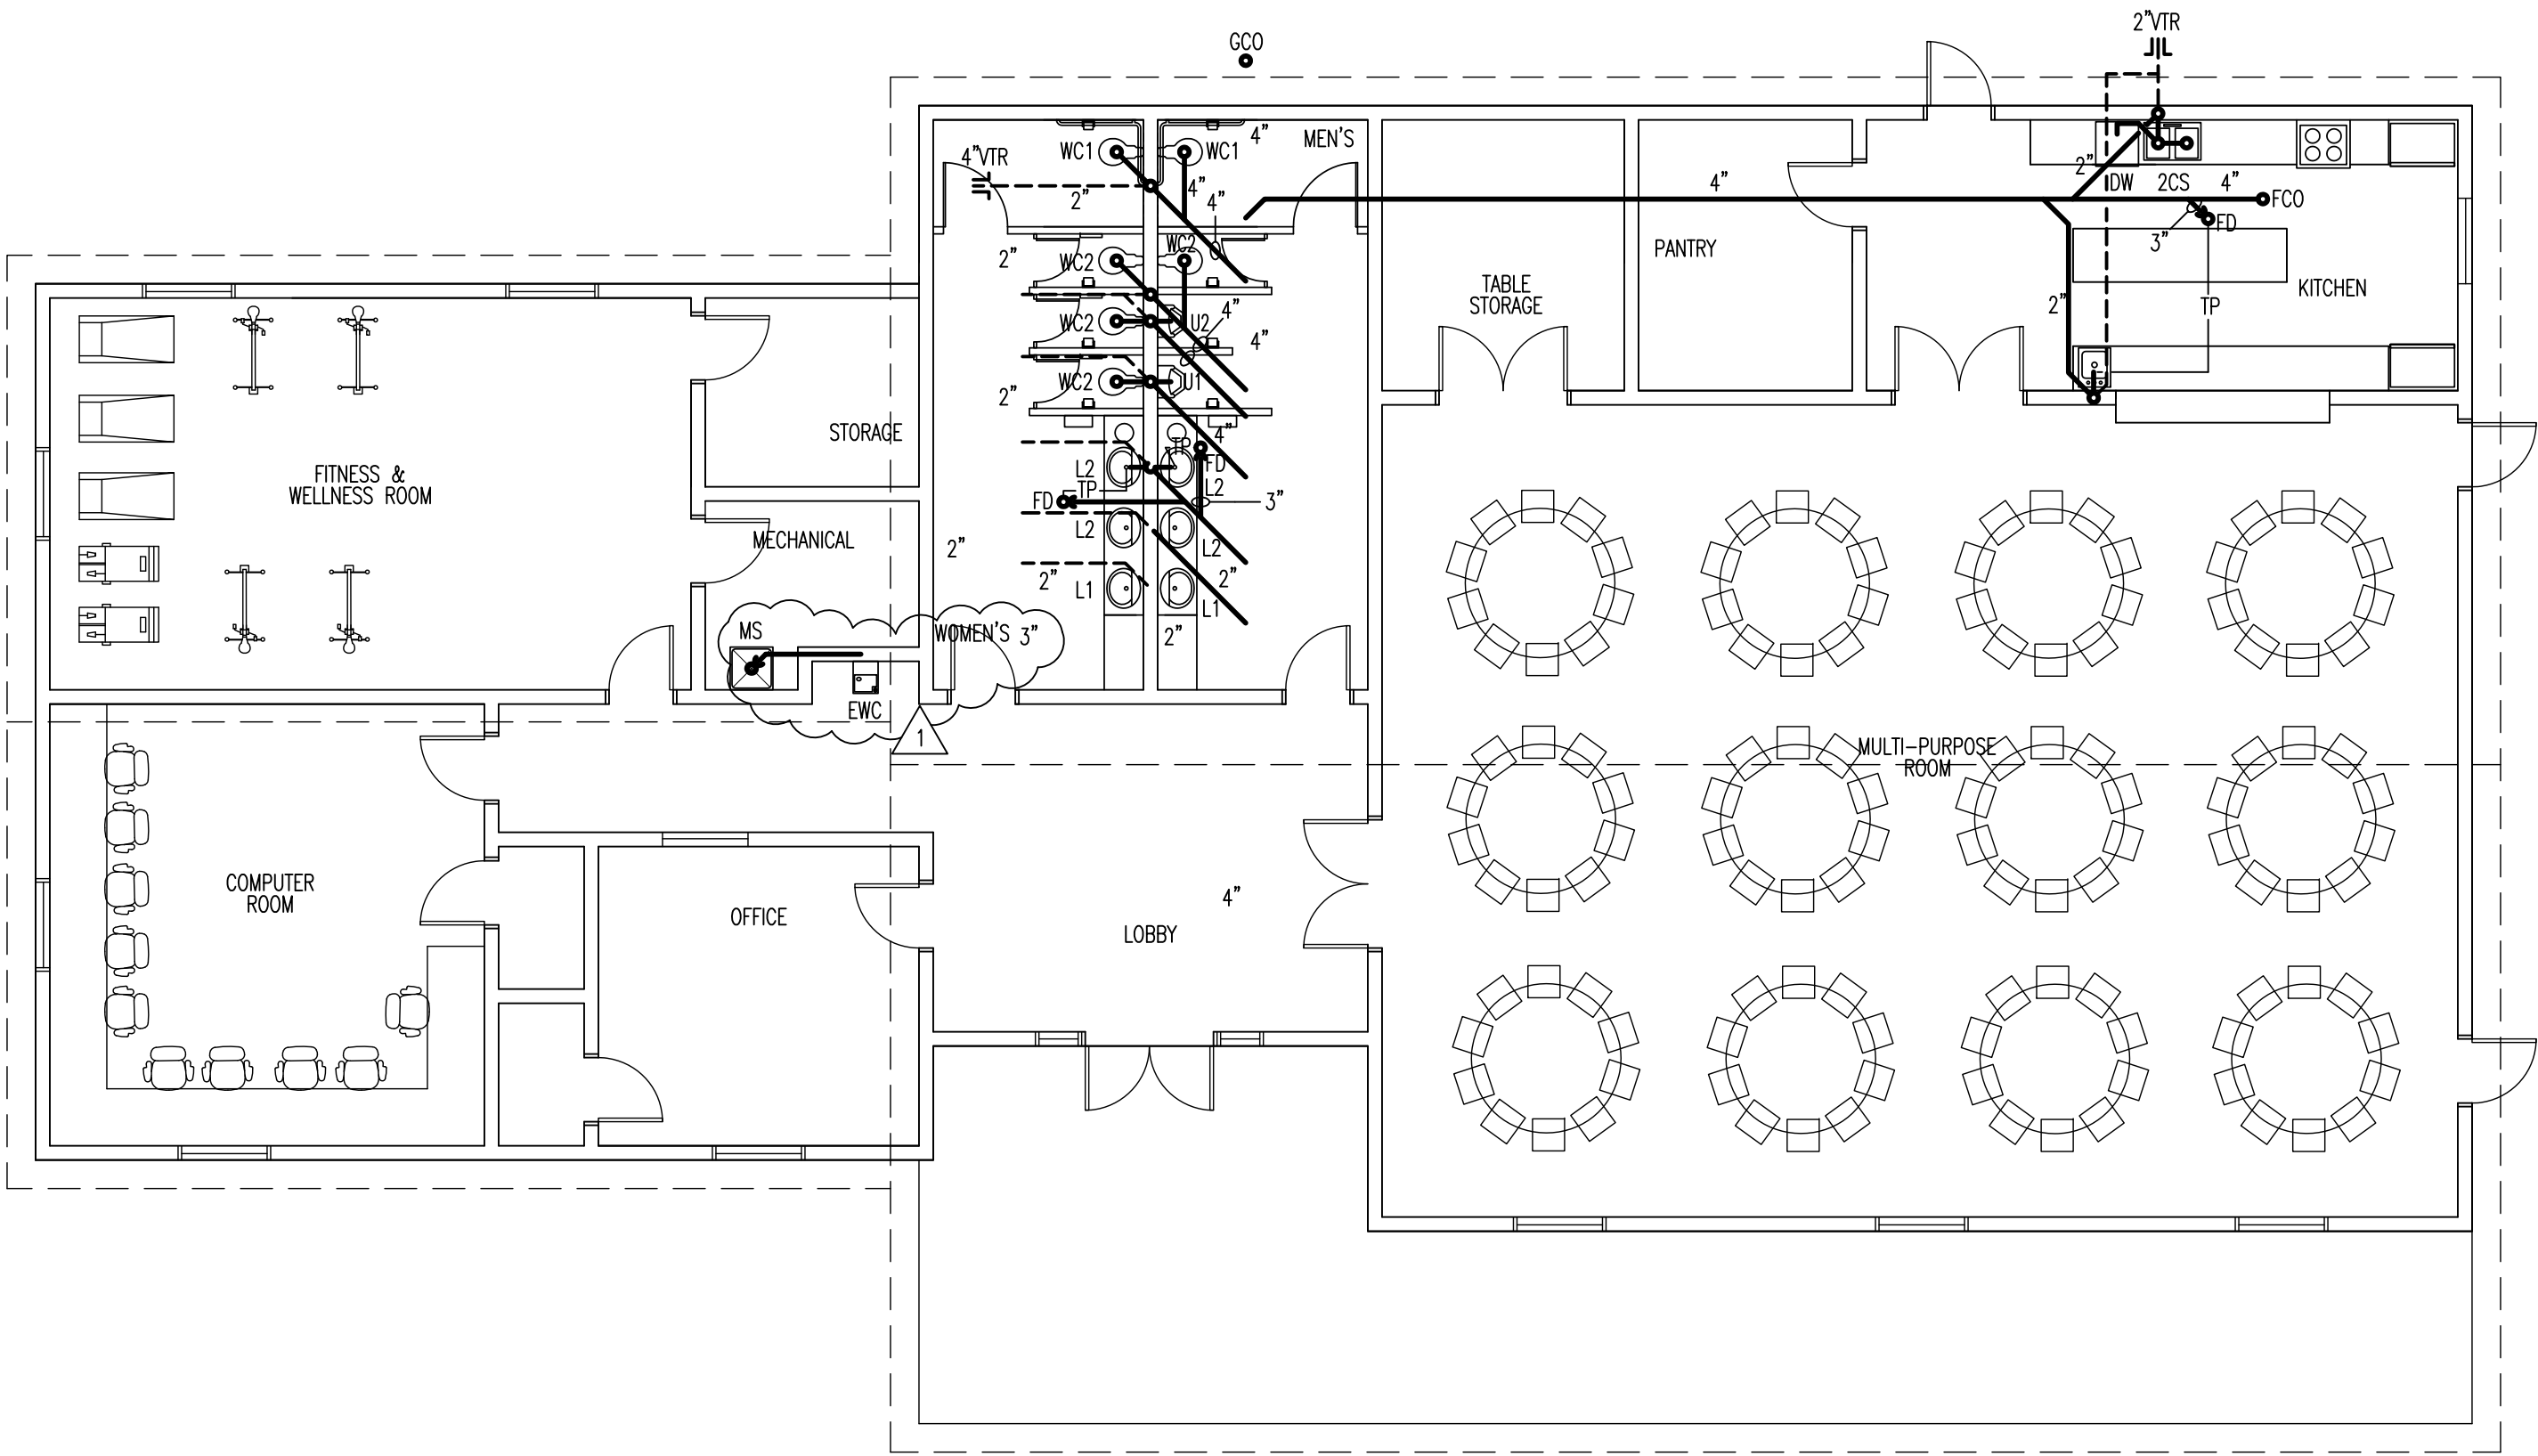 2"VTR
GCO
4"
MEN'S
WC1
WC1
4"VTR
2"
4"
4"
4"
2"
DW
2CS
4"
FCO
3"
FD
WC2
WC2
2"
PANTRY
TABLE
STORAGE
KITCHEN
2"
TP
4"
WC2
U2
4"
WC2
U1
2"
STORAGE
4"
TP
FD
L2
FITNESS &
WELLNESS ROOM
TP
L2
FD
3"
L2
MECHANICAL
2"
L2
2"
2"
L1
L1
MS
WOMEN'S
3"
2"
EWC
1
MULTI-PURPOSE
ROOM
COMPUTER
ROOM
4"
OFFICE
LOBBY